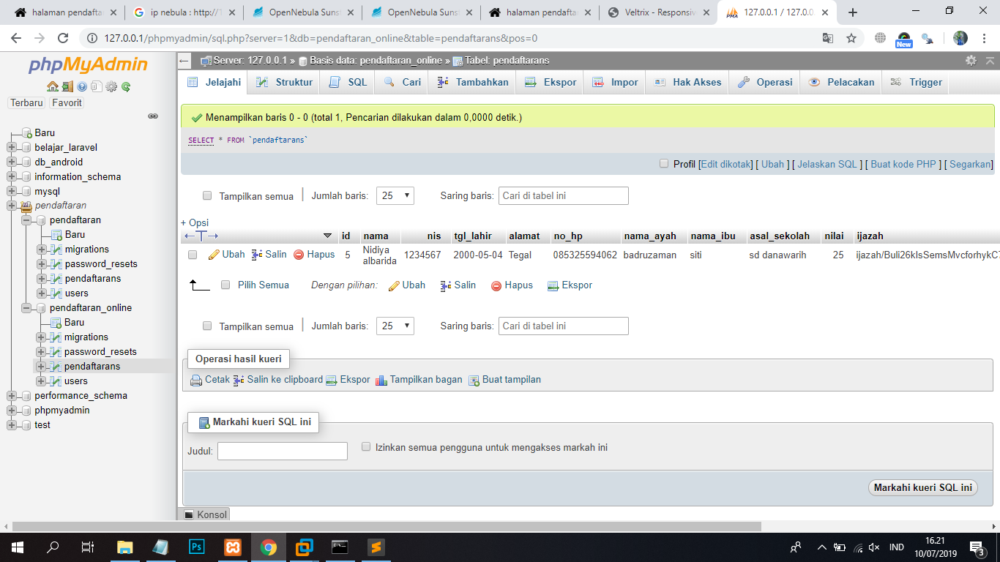 halaman pendafta
ip nebula : http://1
OpenNebula Suns
OpenNebula Suns
halaman pendafta
Veltrix - Responsiv
127.0.0.1 / 127.0.0.
127.0.0.1/phpmyadmin/sql.php?server=1&db=pendaftaran_online&table=pendaftarans&pos=0
New
phpMyAdmin
Terbaru Favorit
Baru
belajar_laravel
db_android
information_schema
mysql
pendaftaran
pendaftaran
Baru
migrations
password_resets
pendaftarans
users
pendaftaran_online
Baru
migrations
password_resets
pendaftarans
users
performance_schema
phpmyadmin
test
Server: 127.0.0.1 » Basis data: pendaftaran_online » Tabel: pendaftarans
Jelajahi Struktur SQL Cari Tambahkan Ekspor Impor Hak Akses Operasi Pelacakan Trigger
Menampilkan baris 0 - 0 (total 1, Pencarian dilakukan dalam 0,0000 detik.)
SELECT * FROM `pendaftarans`
Profil [Edit dikotak] [ Ubah ] [ Jelaskan SQL ] [ Buat kode PHP ] [ Segarkan]
Tampilkan semua | Jumlah baris: 25 Saring baris: Cari di tabel ini
+ Opsi
←T→ id nama nis tgl_lahir alamat no_hp nama_ayah nama_ibu asal_sekolah nilai ijazah
Ubah Salin Hapus 5 Nidiya albarida 1234567 2000-05-04 Tegal 085325594062 badruzaman siti sd danawarih 25 ijazah/Buli26klsSemsMvcforhykC7
Pilih Semua Dengan pilihan: Ubah Salin Hapus Ekspor
Tampilkan semua | Jumlah baris: 25 Saring baris: Cari di tabel ini
Operasi hasil kueri
Cetak Salin ke clipboard Ekspor Tampilkan bagan Buat tampilan
Markahi kueri SQL ini
Judul: Izinkan semua pengguna untuk mengakses markah ini
Markahi kueri SQL ini
Konsol
Ps
IND
16.21
10/07/2019
3